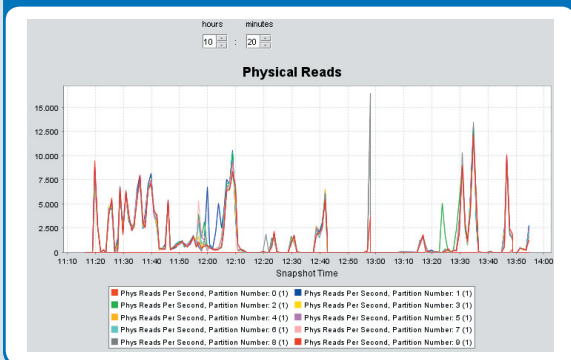 hours minutes
10 : 20
Physical Reads
15.000
12.500
10.000
7.500
5.000
2.500
0
11:10 11:20 11:30 11:40 11:50 12:00 12:10 12:20 12:30 12:40 12:50 13:00 13:10 13:20 13:30 13:40 13:50 14:00
Snapshot Time
Phys Reads Per Second, Partition Number: 0 (1) Phys Reads Per Second, Partition Number: 1 (1)
Phys Reads Per Second, Partition Number: 2 (1) Phys Reads Per Second, Partition Number: 3 (1)
Phys Reads Per Second, Partition Number: 4 (1) Phys Reads Per Second, Partition Number: 5 (1)
Phys Reads Per Second, Partition Number: 6 (1) Phys Reads Per Second, Partition Number: 7 (1)
Phys Reads Per Second, Partition Number: 8 (1) Phys Reads Per Second, Partition Number: 9 (1)